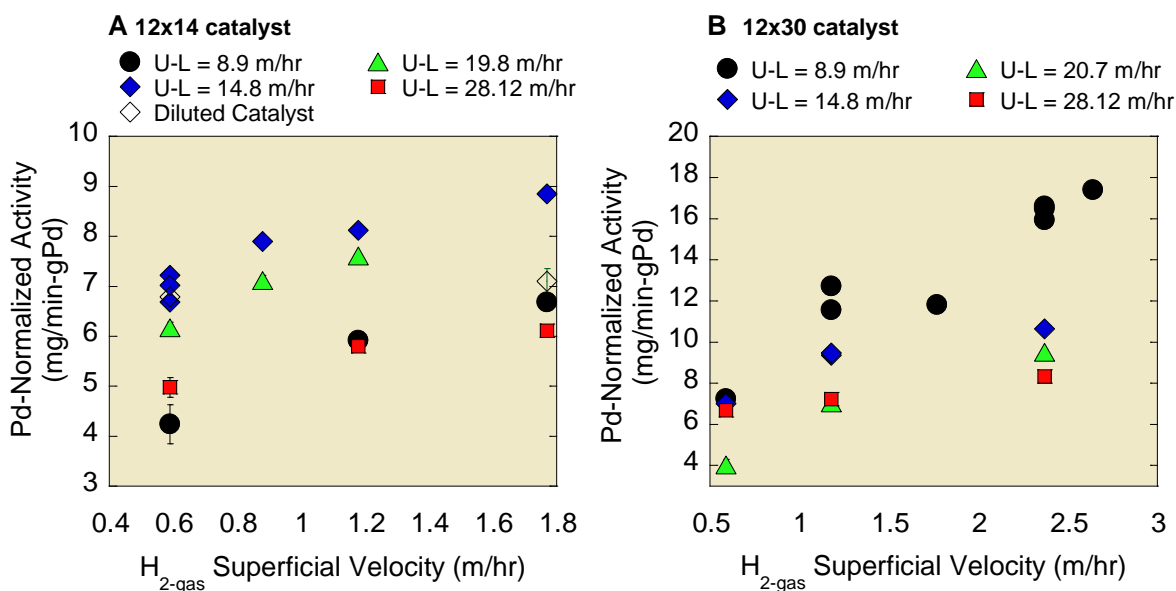 A 12x14 catalyst
U-L = 8.9 m/hr
U-L = 19.8 m/hr
U-L = 14.8 m/hr
U-L = 28.12 m/hr
Diluted Catalyst
10
9
8
7
6
5
4
3
0.4 0.6 0.8 1 1.2 1.4 1.6 1.8
Pd-Normalized Activity
(mg/min-gPd)
H2-gas Superficial Velocity (m/hr)
B 12x30 catalyst
U-L = 8.9 m/hr
U-L = 20.7 m/hr
U-L = 14.8 m/hr
U-L = 28.12 m/hr
20
18
16
14
12
10
8
6
4
0.5 1 1.5 2 2.5 3
Pd-Normalized Activity
(mg/min-gPd)
H2-gas Superficial Velocity (m/hr)